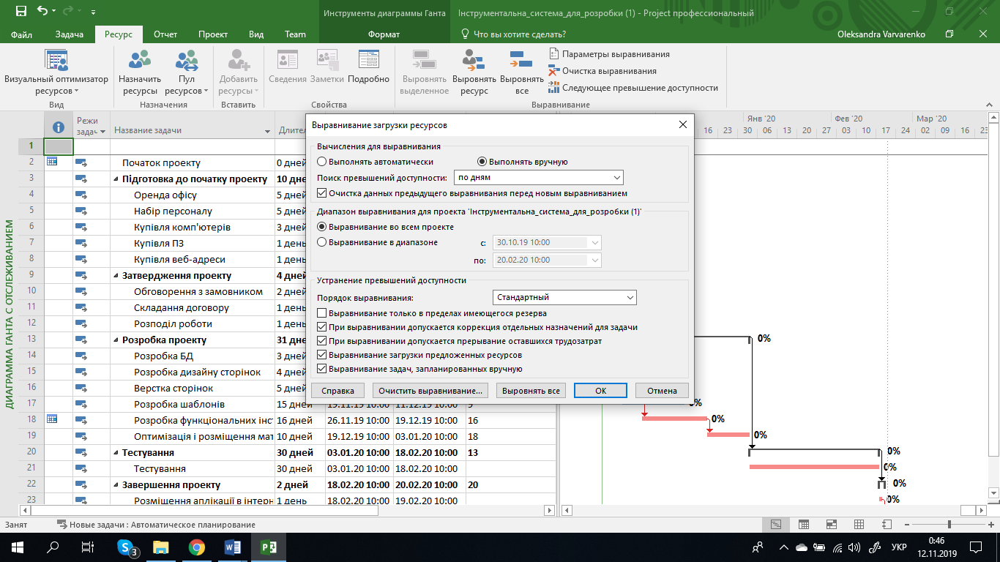 Инструменты диаграммы Ганта
Інструментальна_система_для_розробки (1) - Project профессиональный
Файл Задача Ресурс Отчет Проект Вид Team Формат Что вы хотите сделать? Oleksandra Varvarenko
Визуальный оптимизатор ресурсов
Назначить ресурсы
Пул ресурсов
Добавить ресурсы
Сведения
Заметки
Подробно
Выровнять выделенное
Выровнять ресурс
Выровнять все
Параметры выравнивания
Очистка выравнивания
Следующее превышение доступности
Вид Назначения Вставить Свойства Выравнивание
ДИАГРАММА ГАНТА С ОТСЛЕЖИВАНИЕМ
Режи задач
Название задачи
Длител
Янв '20 Фев '20 Мар '20
16 23 30 06 13 20 27 03 10 17 24 02 09 16 23
1
2 Початок проекту 0 дней
3 Підготовка до початку проекту 10 дне
4 Оренда офісу 5 дней
5 Набір персоналу 5 дней
6 Купівля комп'ютерів 3 дней
7 Купівля ПЗ 1 день
8 Купівля веб-адреси 1 день
9 Затвердження проекту 4 дней
10 Обговорення з замовником 2 дней
11 Складання договору 1 день
12 Розподіл роботи 1 день
13 Розробка проекту 31 дне
14 Розробка БД 3 дней
15 Розробка дизайну сторінок 4 дней
16 Верстка сторінок 5 дней
17 Розробка шаблонів 15 дней 19.11.19 10:00 11.12.19 10:00 9
18 Розробка функціональних інс 16 дней 26.11.19 10:00 19.12.19 10:00 16
19 Оптимізація і розміщення мат 10 дней 19.12.19 10:00 03.01.20 10:00 18
20 Тестування 30 дней 03.01.20 10:00 18.02.20 10:00 13
21 Тестування 30 дней 03.01.20 10:00 18.02.20 10:00
22 Завершення проекту 2 дней 18.02.20 10:00 20.02.20 10:00 20
23 Розміщення аплікації в інтерн 1 день 18.02.20 10:00 19.02.20 10:00
Выравнивание загрузки ресурсов
Вычисления для выравнивания
Выполнять автоматически Выполнять вручную
Поиск превышений доступности: по дням
Очистка данных предыдущего выравнивания перед новым выравниванием
Диапазон выравнивания для проекта 'Інструментальна_система_для_розробки (1)'
Выравнивание во всем проекте
Выравнивание в диапазоне с: 30.10.19 10:00
по: 20.02.20 10:00
Устранение превышений доступности
Порядок выравнивания: Стандартный
Выравнивание только в пределах имеющегося резерва
При выравнивании допускается коррекция отдельных назначений для задачи
При выравнивании допускается прерывание оставшихся трудозатрат
Выравнивание загрузки предложенных ресурсов
Выравнивание задач, запланированных вручную
Справка Очистить выравнивание... Выровнять все ОК Отмена
0%
0%
0%
0%
0%
0%
0%
0%
Занят Новые задачи : Автоматическое планирование
3 УКР 0:46
12.11.2019